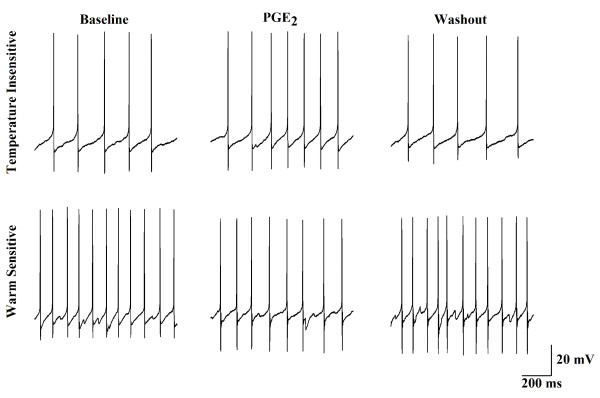 Baseline
PGE2
Washout
Temperature Insensitive
Warm Sensitive
20 mV
200 ms